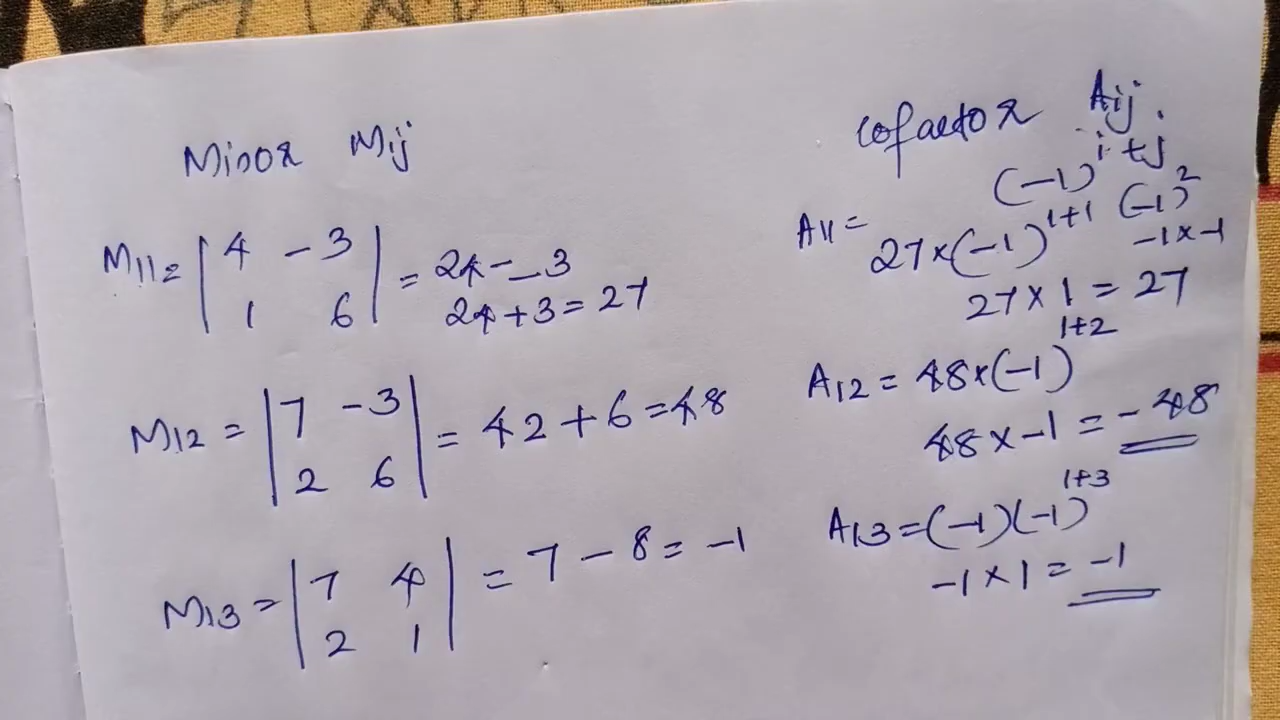 Minor Mij
M11 = | 4 -3 | = 24 - -3
| 1 6 | 24 + 3 = 27
M12 = | 7 -3 | = 42 + 6 = 48
| 2 6 |
M13 = | 7 4 | = 7 - 8 = -1
| 2 1 |
cofactor Aij.
(-1)^i+j
A11 = 27×(-1)^1+1 (-1)^2
-1×-1
27×1 = 27
A12 = 48×(-1)^1+2
48×-1 = -48
A13 = (-1)(-1)^1+3
-1×1 = -1